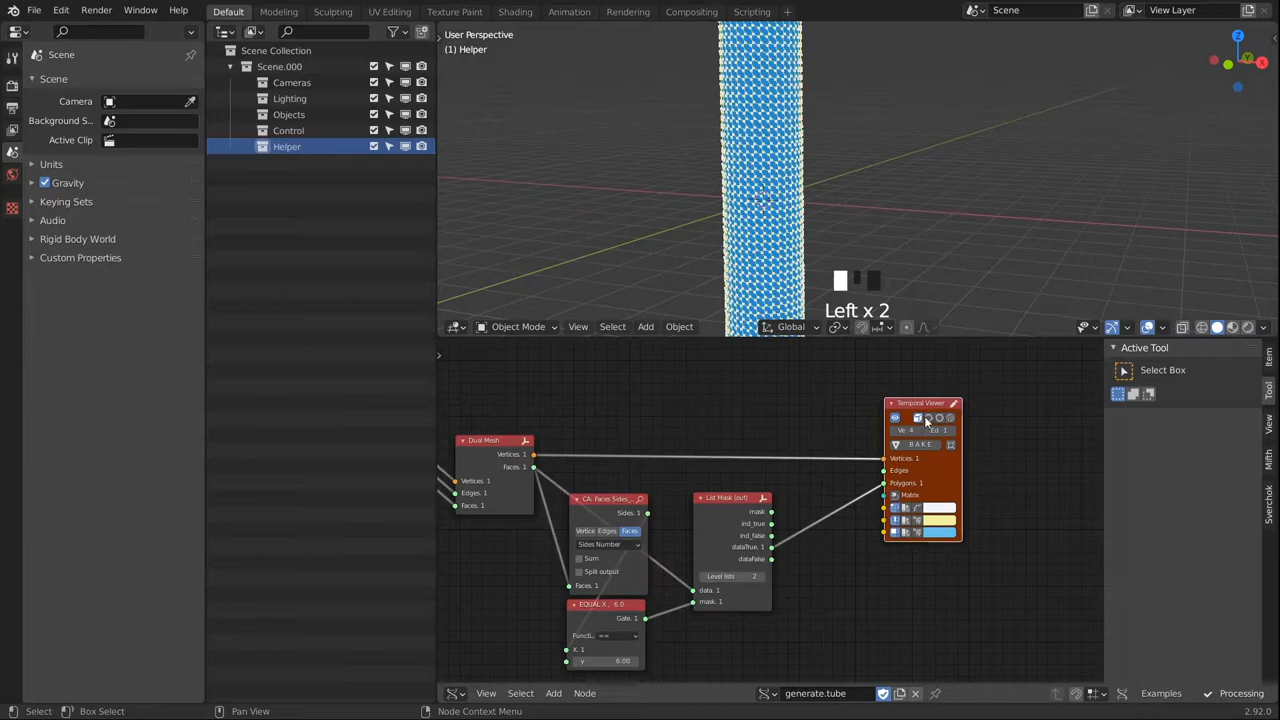 File Edit Render Window Help Default Modeling Sculpting UV Editing Texture Paint Shading Animation Rendering Compositing Scripting Scene View Layer
Scene
Scene
Camera
Background S...
Active Clip
Units
Gravity
Keying Sets
Audio
Rigid Body World
Custom Properties
Scene Collection
Scene.000
Cameras
Lighting
Objects
Control
Helper
User Perspective
(1) Helper
Z
Y
X
Left x 2
Object Mode View Select Add Object Global
Dual Mesh
Vertices. 1
Faces. 1
Vertices. 1
Edges. 1
Faces. 1
CA: Faces Sides_...
Sides. 1
Vertice Edges Faces
Sides Number
Sum
Split output
Faces. 1
EQUAL X , 6.0
Gate. 1
Functi... ==
X. 1
y 6.00
List Mask (out)
mask
ind_true
ind_false
dataTrue. 1
dataFalse
Level lists 2
data. 1
mask. 1
Temporal Viewer
Ve 4 Ed 1
B A K E
Vertices. 1
Edges
Polygons. 1
Matrix
Active Tool
Select Box
Item
Tool
View
Sverchok
View Select Add Node generate.tube Examples Processing
Select Box Select Pan View Node Context Menu 2.92.0